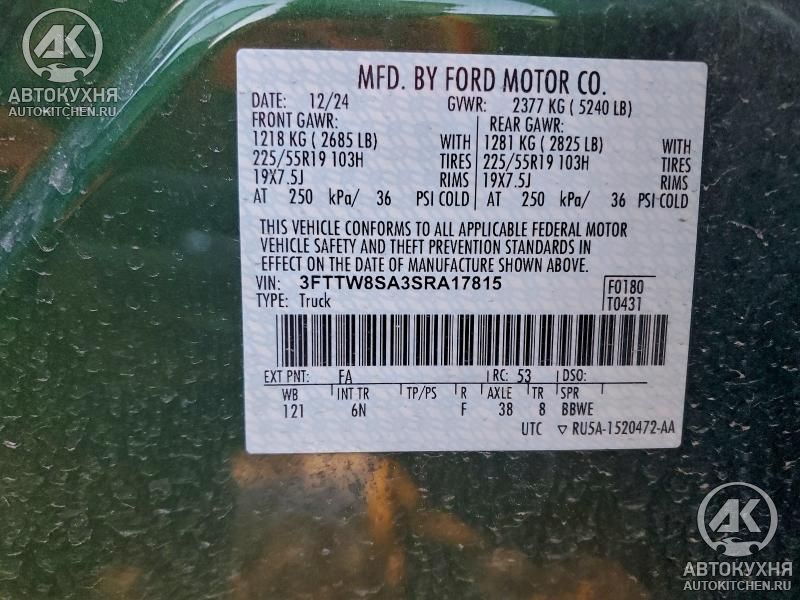 AK
АВТОКУХНЯ
AUTOKITCHEN.RU
MFD. BY FORD MOTOR CO.
DATE: 12/24 GVWR: 2377 KG ( 5240 LB)
FRONT GAWR: REAR GAWR:
1218 KG ( 2685 LB) WITH 1281 KG ( 2825 LB) WITH
225/55R19 103H TIRES 225/55R19 103H TIRES
19X7.5J RIMS 19X7.5J RIMS
AT 250 kPa/ 36 PSI COLD AT 250 kPa/ 36 PSI COLD
THIS VEHICLE CONFORMS TO ALL APPLICABLE FEDERAL MOTOR
VEHICLE SAFETY AND THEFT PREVENTION STANDARDS IN
EFFECT ON THE DATE OF MANUFACTURE SHOWN ABOVE.
VIN: 3FTTW8SA3SRA17815 F0180
TYPE: Truck T0431
EXT PNT: FA RC: 53 DSO:
WB INT TR TP/PS R AXLE TR SPR
121 6N F 38 8 BBWE
UTC ▽ RU5A-1520472-AA
AK
АВТОКУХНЯ
AUTOKITCHEN.RU